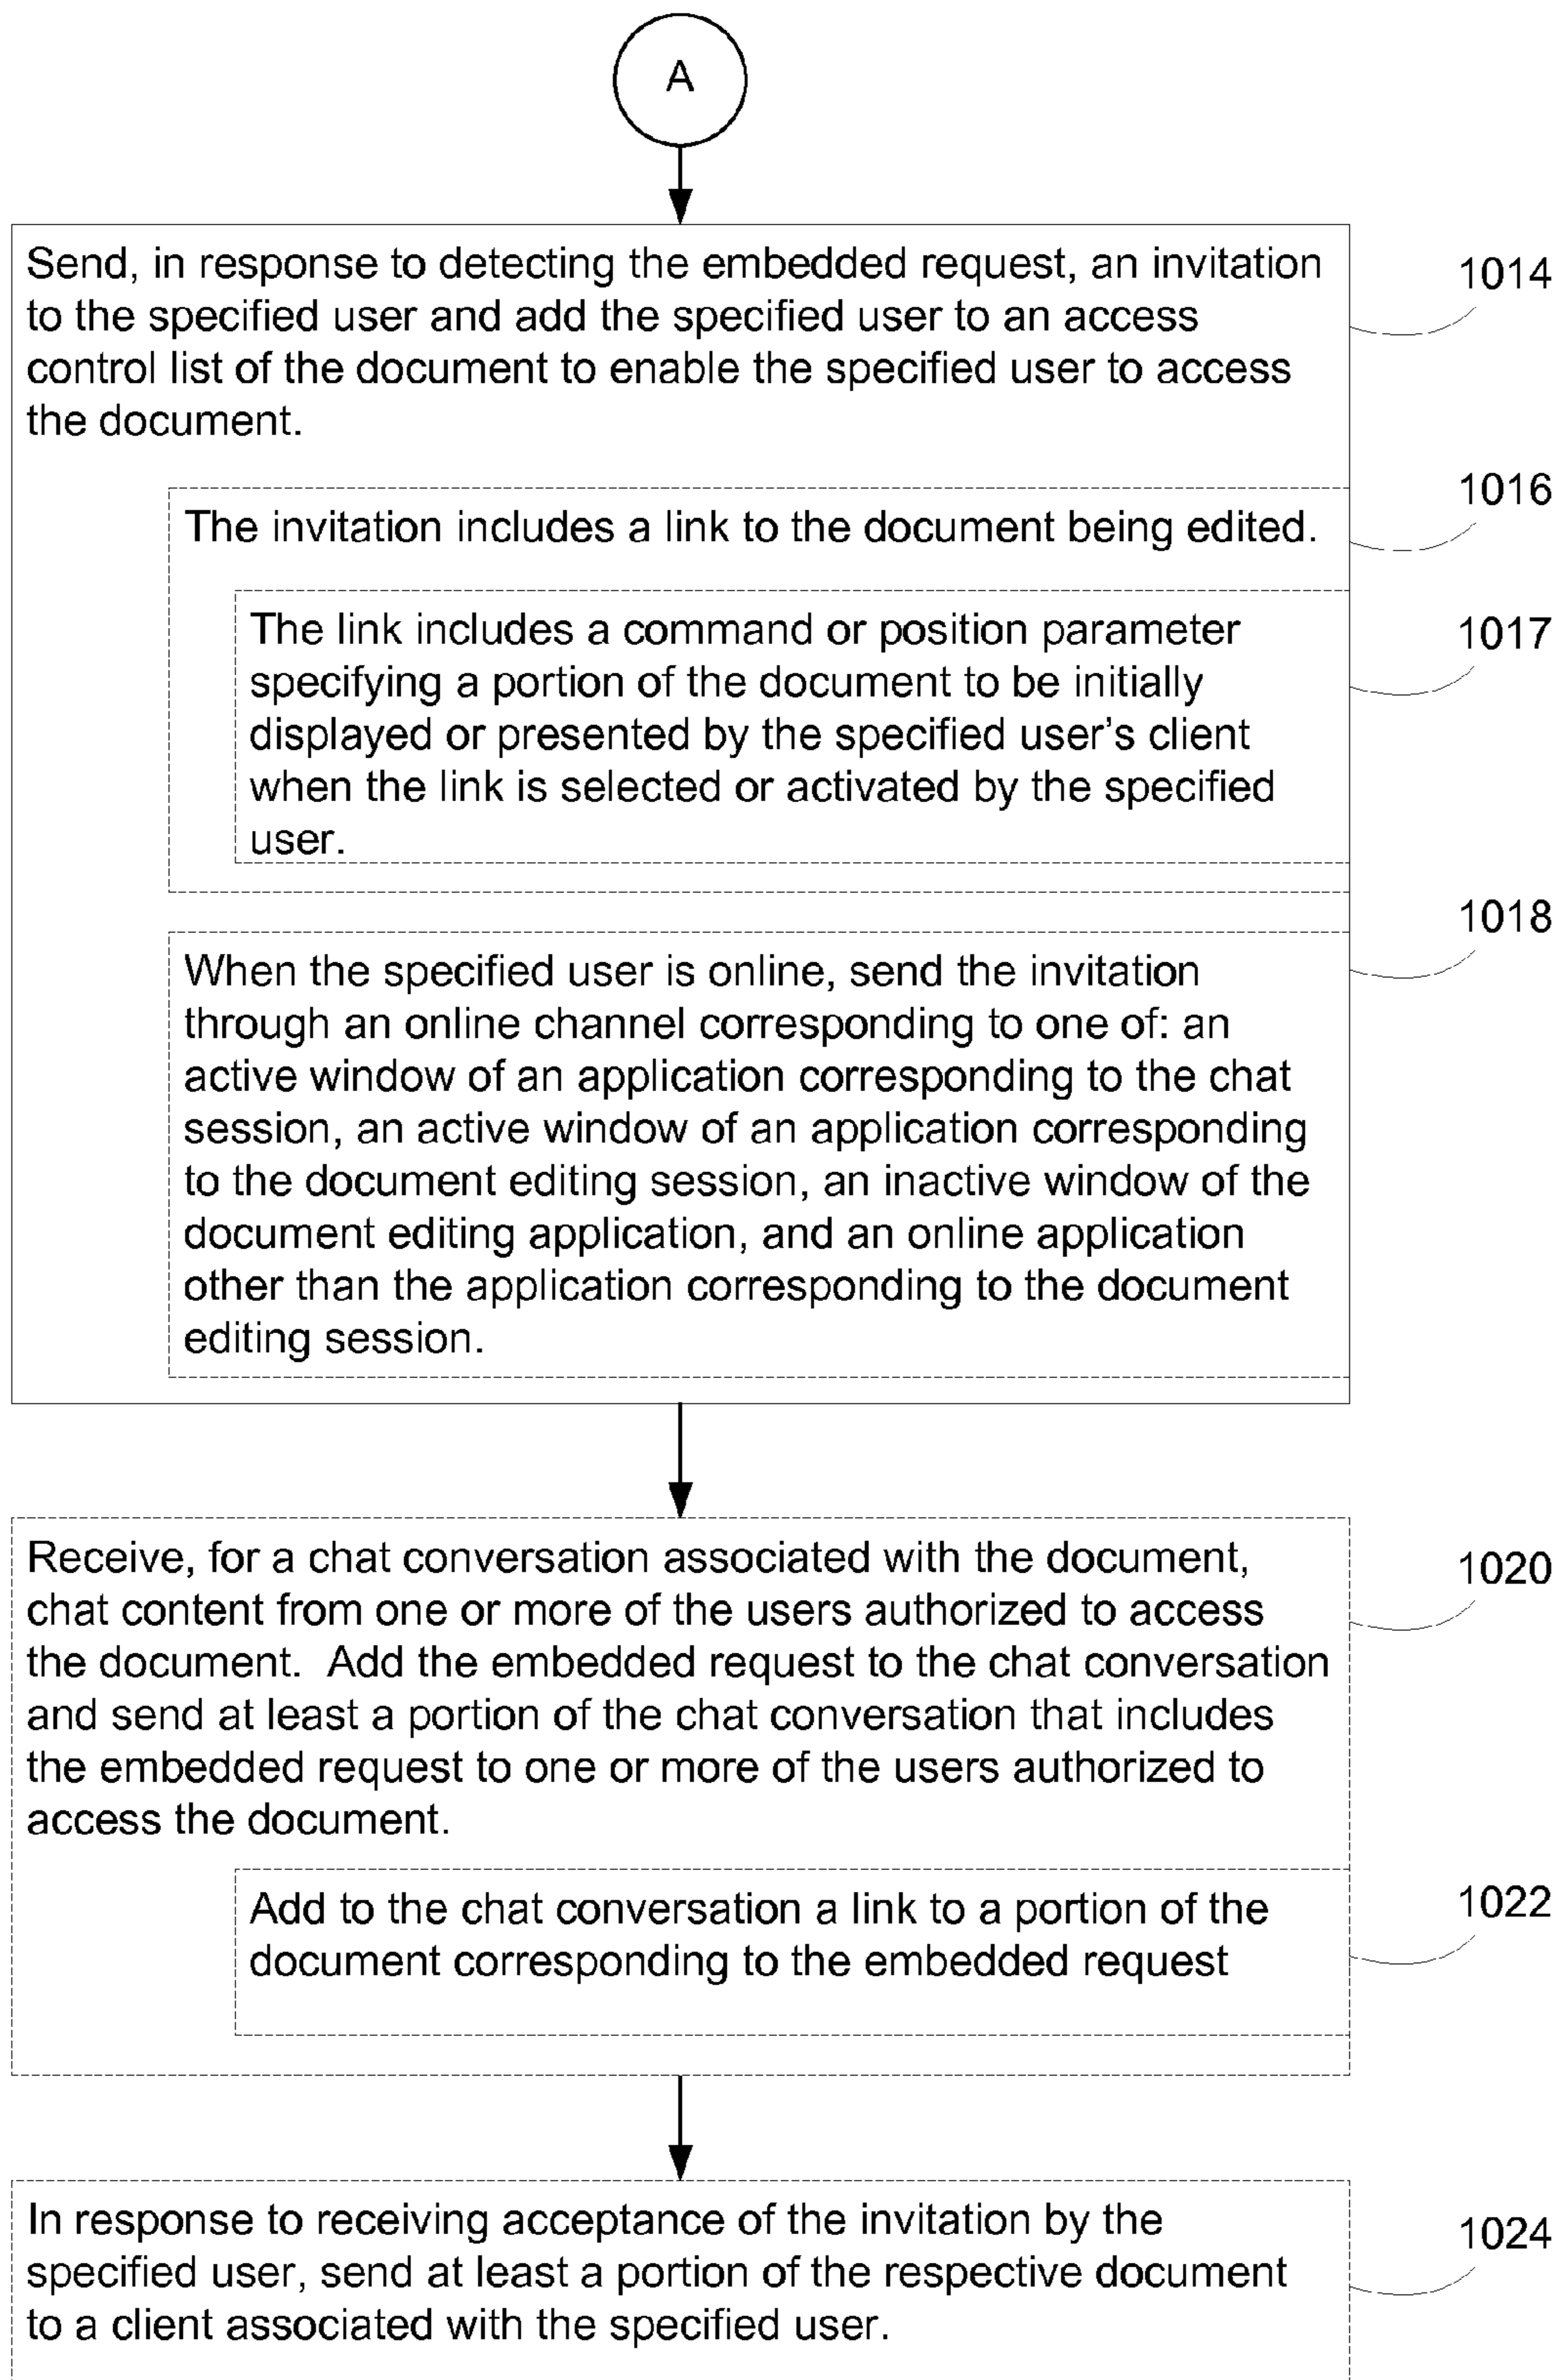 A
Send, in response to detecting the embedded request, an invitation
to the specified user and add the specified user to an access
control list of the document to enable the specified user to access
the document.
1014
The invitation includes a link to the document being edited.
1016
The link includes a command or position parameter
specifying a portion of the document to be initially
displayed or presented by the specified user’s client
when the link is selected or activated by the specified
user.
1017
When the specified user is online, send the invitation
through an online channel corresponding to one of: an
active window of an application corresponding to the chat
session, an active window of an application corresponding
to the document editing session, an inactive window of the
document editing application, and an online application
other than the application corresponding to the document
editing session.
1018
Receive, for a chat conversation associated with the document,
chat content from one or more of the users authorized to access
the document.  Add the embedded request to the chat conversation
and send at least a portion of the chat conversation that includes
the embedded request to one or more of the users authorized to
access the document.
1020
Add to the chat conversation a link to a portion of the
document corresponding to the embedded request
1022
In response to receiving acceptance of the invitation by the
specified user, send at least a portion of the respective document
to a client associated with the specified user.
1024